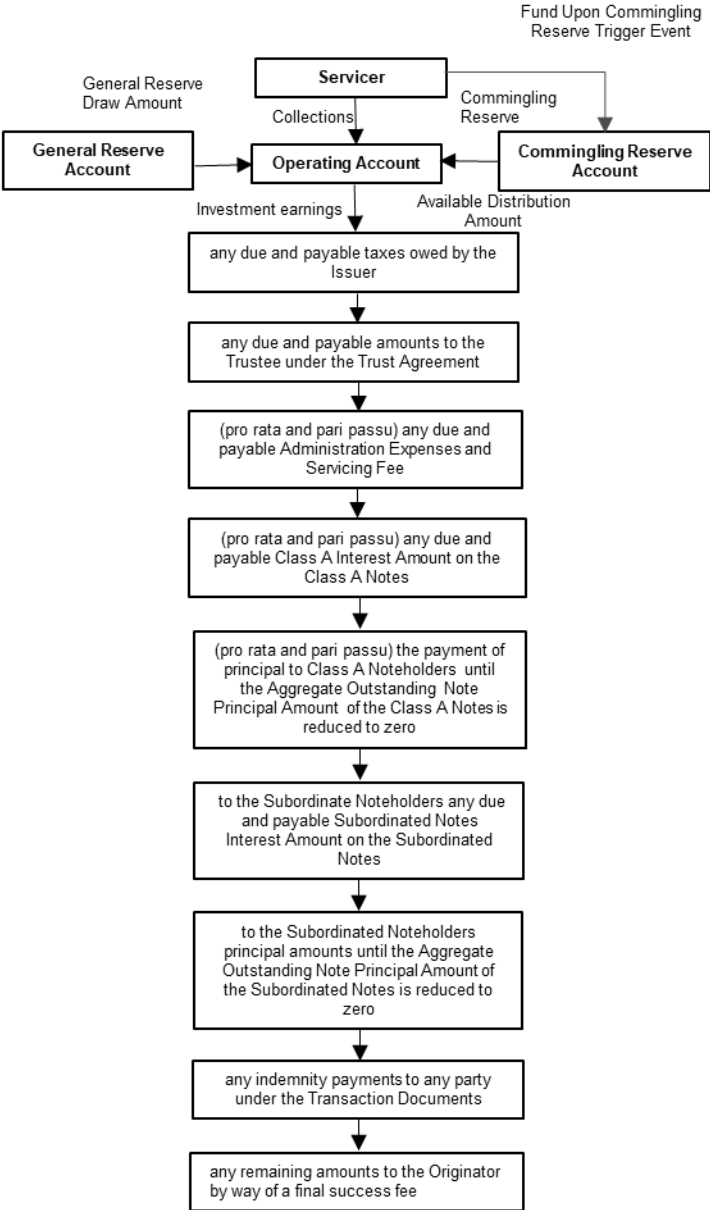 Fund Upon Commingling
Reserve Trigger Event
Servicer
General Reserve
Draw Amount
Collections
Commingling
Reserve
General Reserve
Account
Operating Account
Commingling Reserve
Account
Investment earnings
Available Distribution
Amount
any due and payable taxes owed by the
Issuer
any due and payable amounts to the
Trustee under the Trust Agreement
(pro rata and pari passu) any due and
payable Administration Expenses and
Servicing Fee
(pro rata and pari passu) any due and
payable Class A Interest Amount on the
Class A Notes
(pro rata and pari passu) the payment of
principal to Class A Noteholders until
the Aggregate Outstanding Note
Principal Amount of the Class A Notes is
reduced to zero
to the Subordinate Noteholders any due
and payable Subordinated Notes
Interest Amount on the Subordinated
Notes
to the Subordinated Noteholders
principal amounts until the Aggregate
Outstanding Note Principal Amount of
the Subordinated Notes is reduced to
zero
any indemnity payments to any party
under the Transaction Documents
any remaining amounts to the Originator
by way of a final success fee